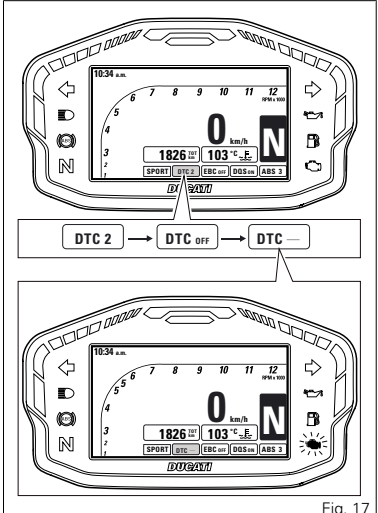 10:34 a.m.
1 2 3 4 5 6 7 8 9 10 11 12
RPM x 1000
0 km/h
N
1826 TOT km 103 °C
SPORT DTC 2 EBC OFF DQS ON ABS 3
ABS
N
DUCATI
DTC 2 → DTC OFF → DTC —
10:34 a.m.
1 2 3 4 5 5 6 7 8 9 10 11 12
RPM x 1000
0 km/h
N
1826 TOT km 103 °C
SPORT DTC — EBC OFF DQS ON ABS 3
ABS
N
DUCATI
Fig. 17